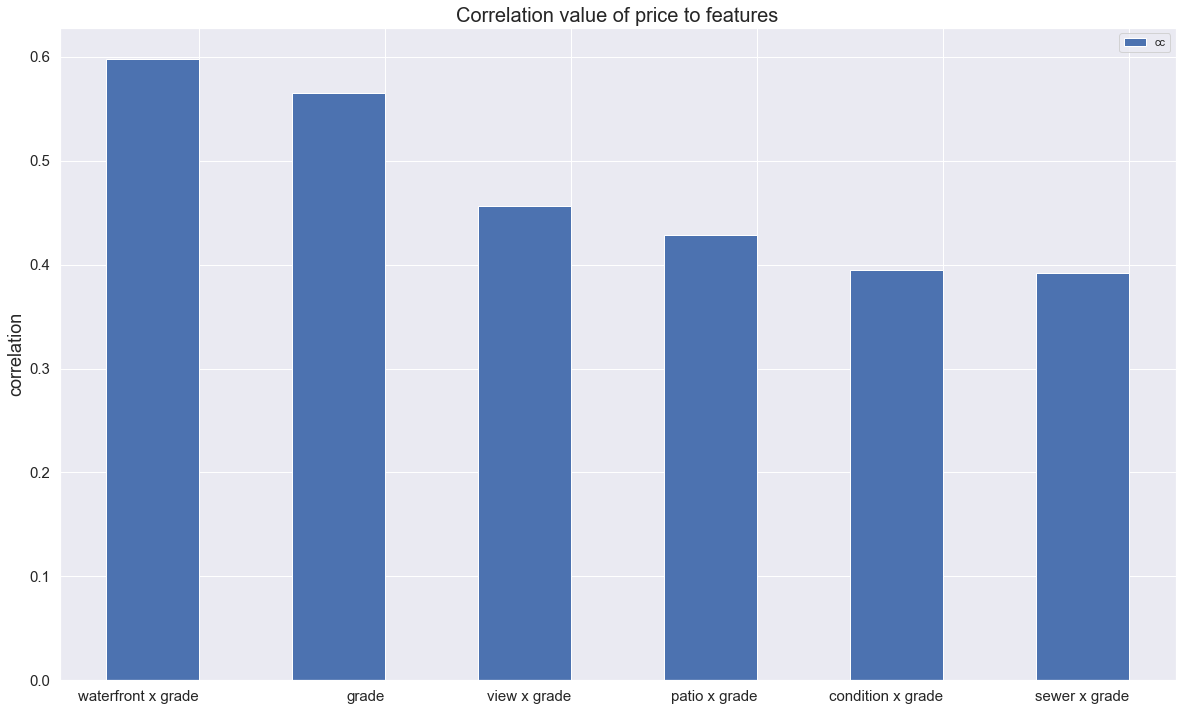 Correlation value of price to features
cc
0.6
0.5
0.4
0.3
0.2
0.1
0.0
correlation
waterfront x grade
grade
view x grade
patio x grade
condition x grade
sewer x grade